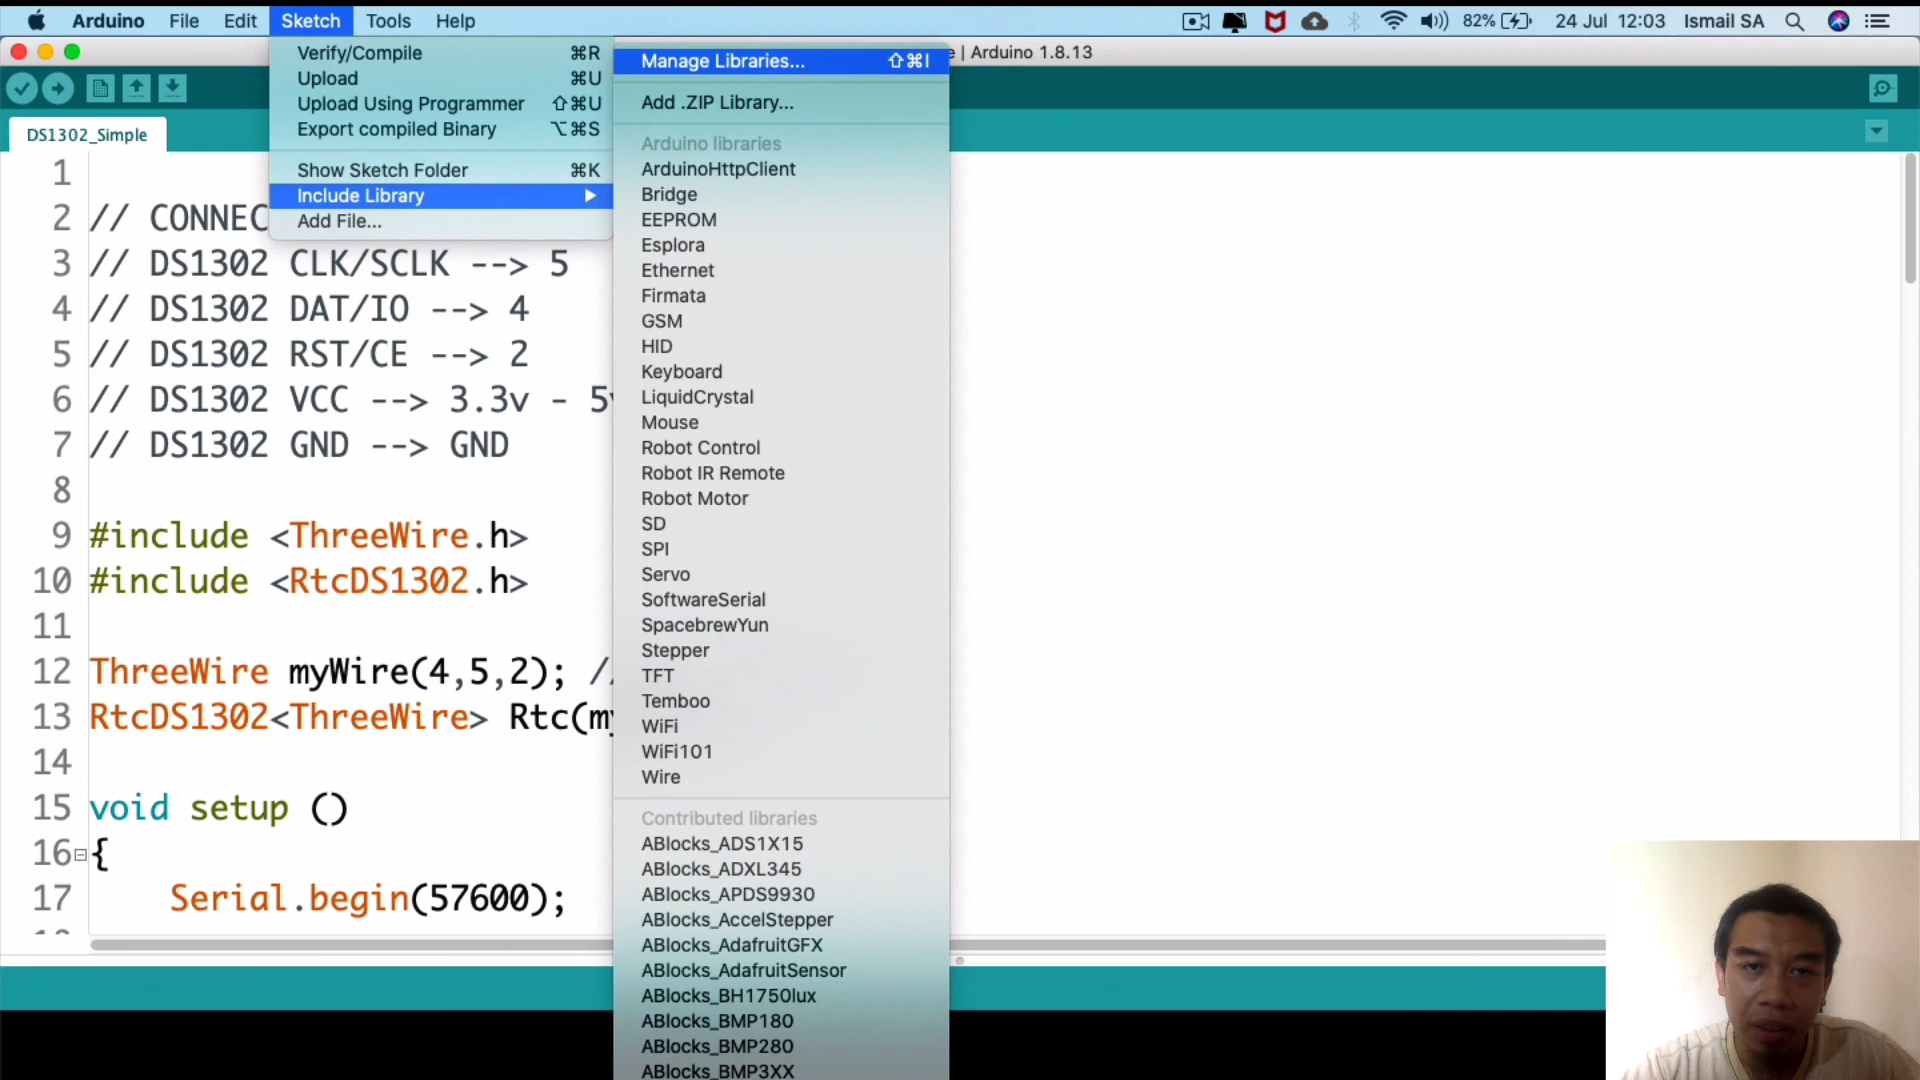 Arduino File Edit Sketch Tools Help 82% 24 Jul 12:03 Ismail SA
e | Arduino 1.8.13
DS1302_Simple
Verify/Compile ⌘R
Upload ⌘U
Upload Using Programmer ⇧⌘U
Export compiled Binary ⌥⌘S
Show Sketch Folder ⌘K
Include Library
Add File...
Manage Libraries... ⇧⌘I
Add .ZIP Library...
Arduino libraries
ArduinoHttpClient
Bridge
EEPROM
Esplora
Ethernet
Firmata
GSM
HID
Keyboard
LiquidCrystal
Mouse
Robot Control
Robot IR Remote
Robot Motor
SD
SPI
Servo
SoftwareSerial
SpacebrewYun
Stepper
TFT
Temboo
WiFi
WiFi101
Wire
Contributed libraries
ABlocks_ADS1X15
ABlocks_ADXL345
ABlocks_APDS9930
ABlocks_AccelStepper
ABlocks_AdafruitGFX
ABlocks_AdafruitSensor
ABlocks_BH1750lux
ABlocks_BMP180
ABlocks_BMP280
ABlocks_BMP3XX
1
2 // CONNEC
3 // DS1302 CLK/SCLK --> 5
4 // DS1302 DAT/IO --> 4
5 // DS1302 RST/CE --> 2
6 // DS1302 VCC --> 3.3v - 5v
7 // DS1302 GND --> GND
8
9 #include <ThreeWire.h>
10 #include <RtcDS1302.h>
11
12 ThreeWire myWire(4,5,2); //
13 RtcDS1302<ThreeWire> Rtc(my
14
15 void setup ()
16 {
17 Serial.begin(57600);